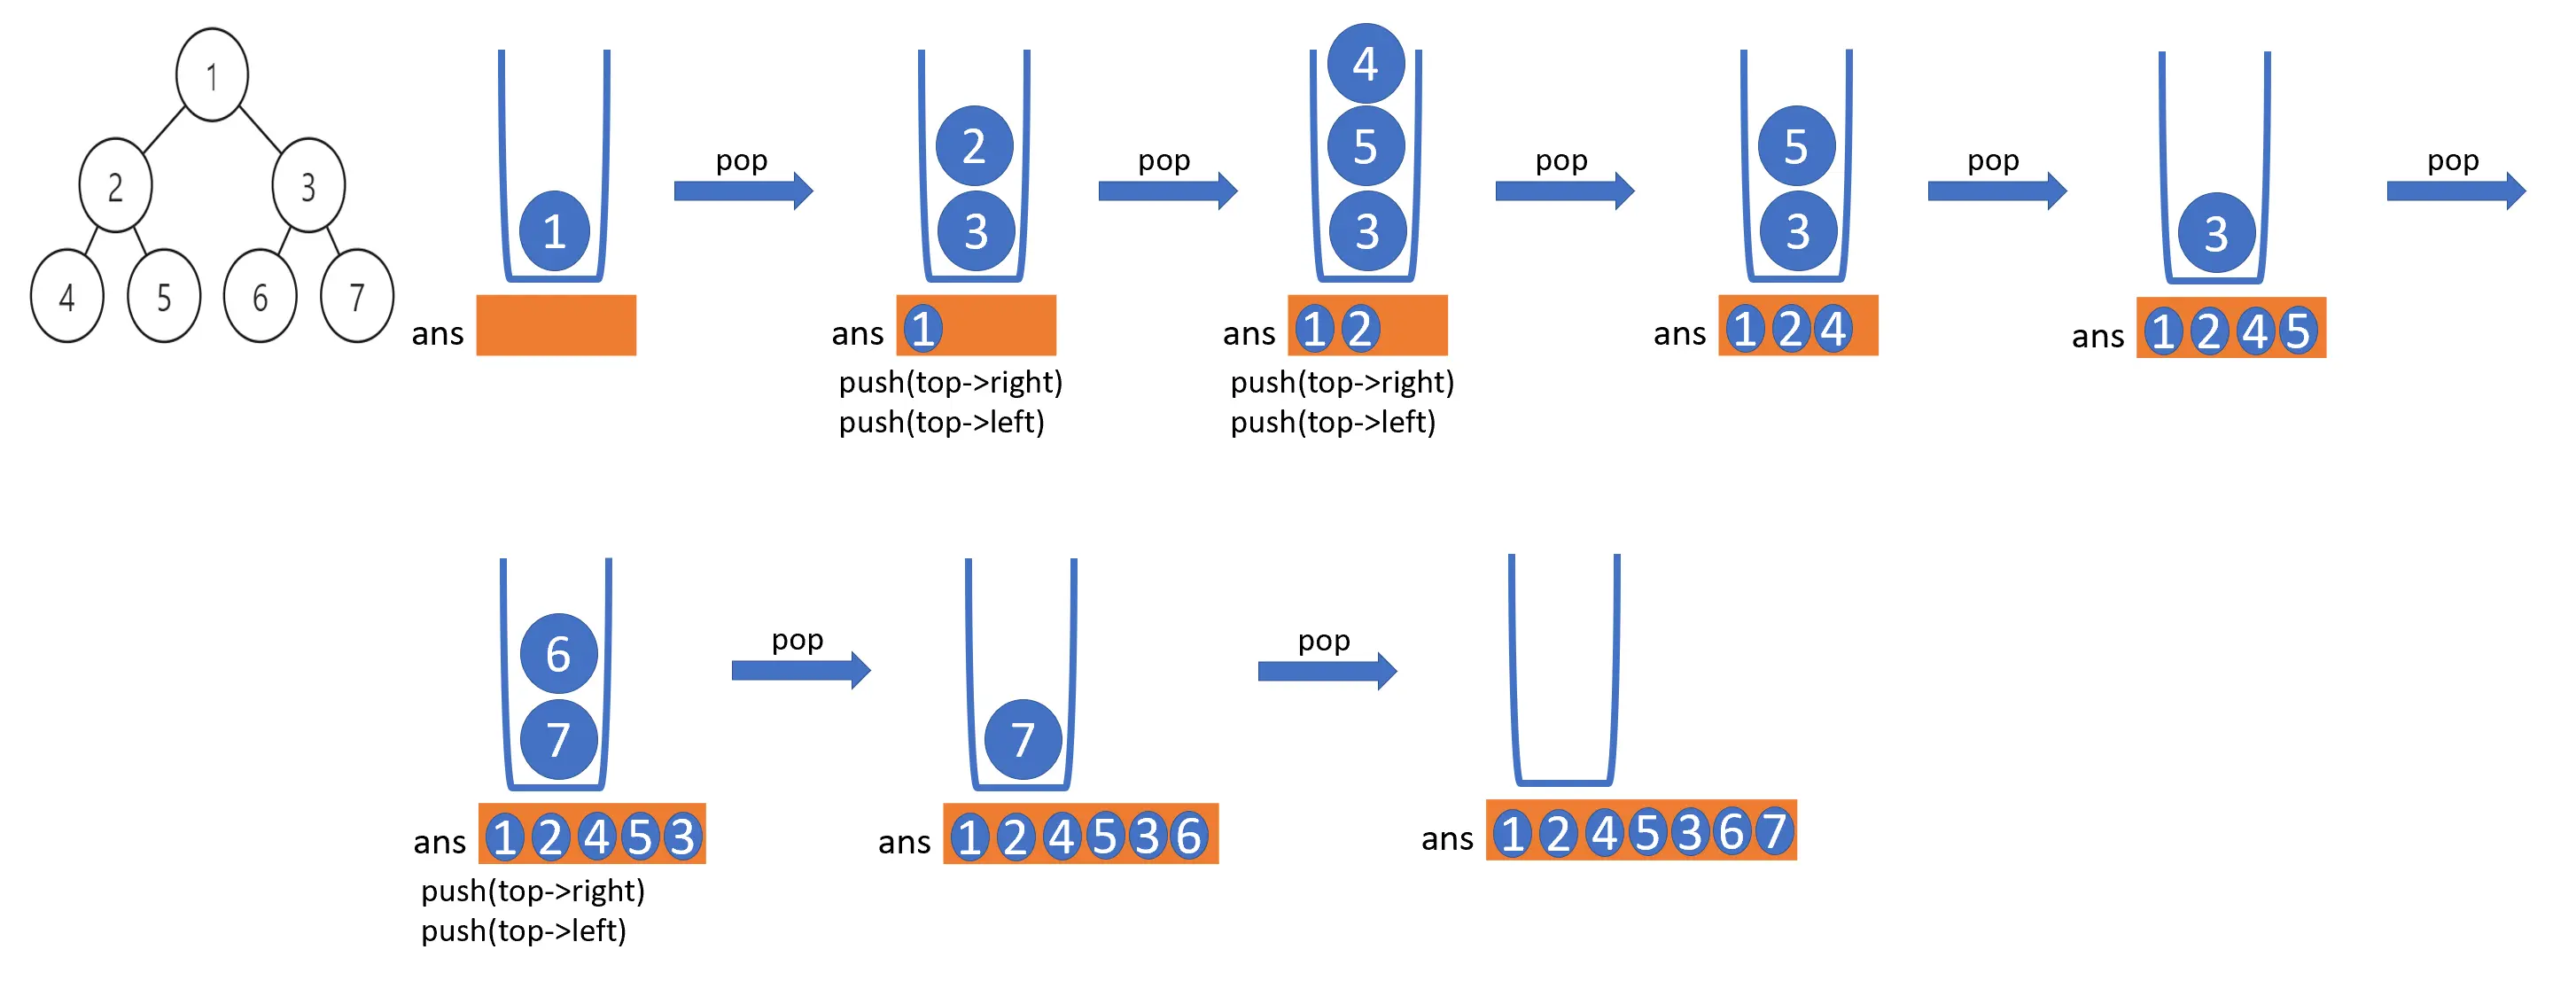 1
2 3
4 5 6 7
1
pop
2
3
pop
4
5
3
pop
5
3
pop
3
pop
ans
ans 1
ans 1 2
ans 1 2 4
ans 1 2 4 5
push(top->right)
push(top->left)
push(top->right)
push(top->left)
6
7
pop
7
pop
ans 1 2 4 5 3
ans 1 2 4 5 3 6
ans 1 2 4 5 3 6 7
push(top->right)
push(top->left)